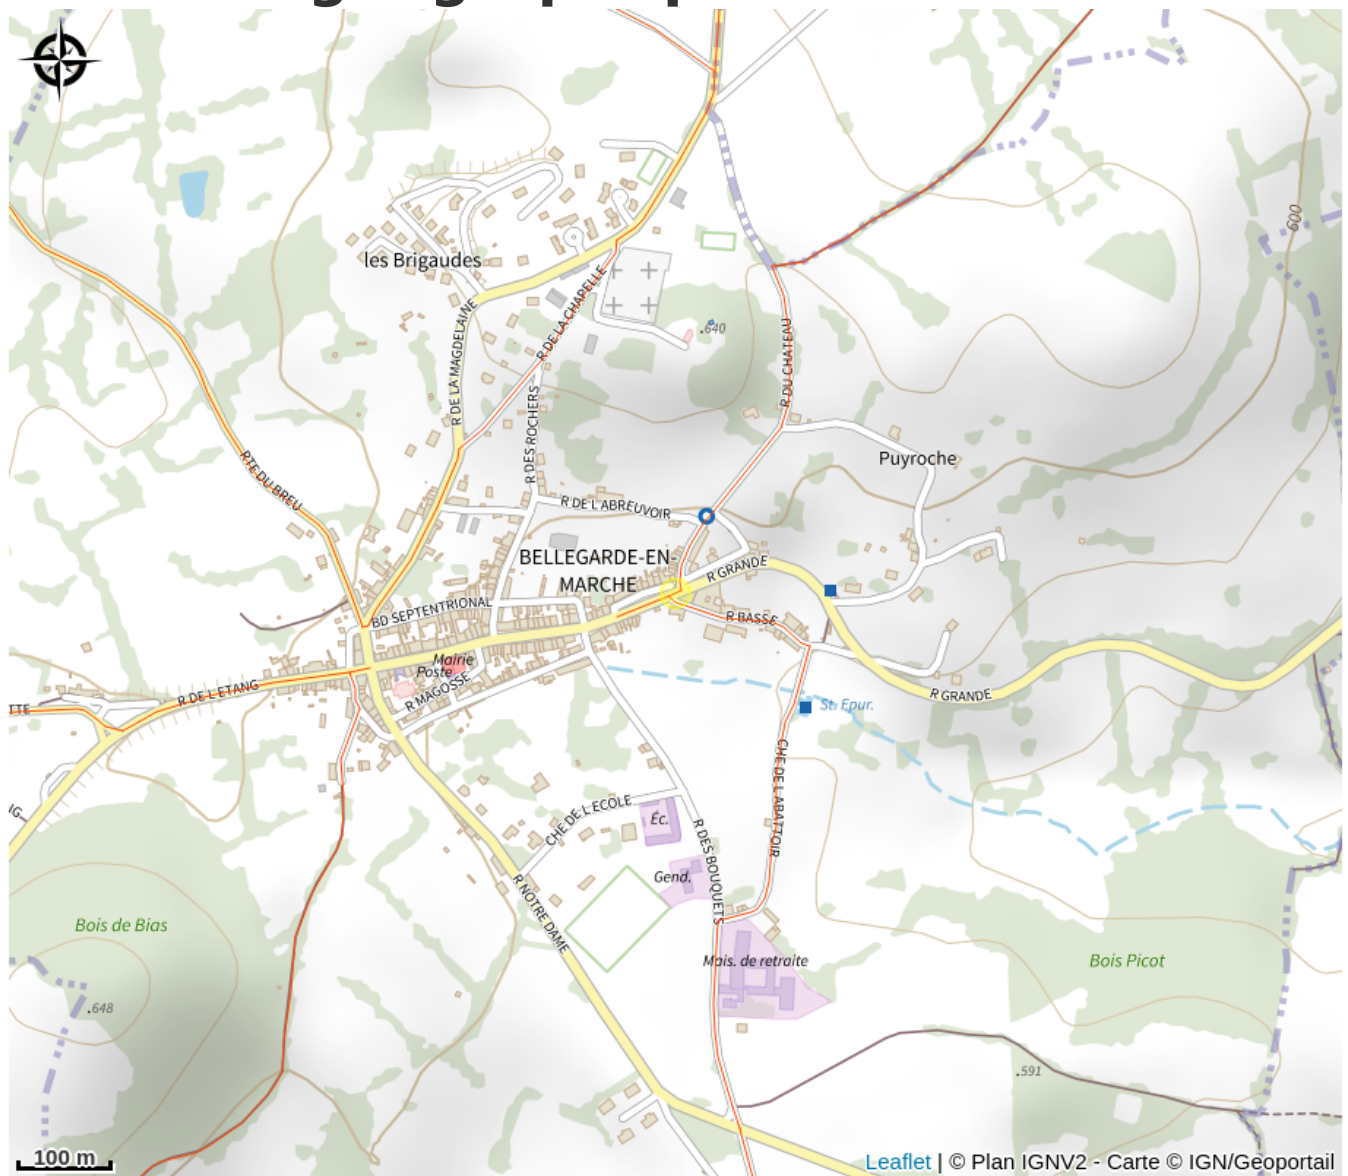 les Brigaudes
600
R DE LA CHAPELLE
.640
R DE LA MAGDELAINE
R DU CHATEAU
R DES ROCHERS
Puyroche
RTE DU BREU
R DE L ABREUVOIR
BELLEGARDE-EN-
MARCHE
R GRANDE
BD SEPTENTRIONAL
R BASSE
Mairie
Poste
R MAGOSSE
R DE L ETANG
R GRANDE
TTE
St. Epur.
CHE DE L ABATTOIR
CHE DE L ECOLE
Éc.
R DES BOUQUETS
Gend.
R NOTRE DAME
Bois de Bias
Mais. de retraite
Bois Picot
.648
.591
100 m
Leaflet | © Plan IGNV2 - Carte © IGN/Geoportail